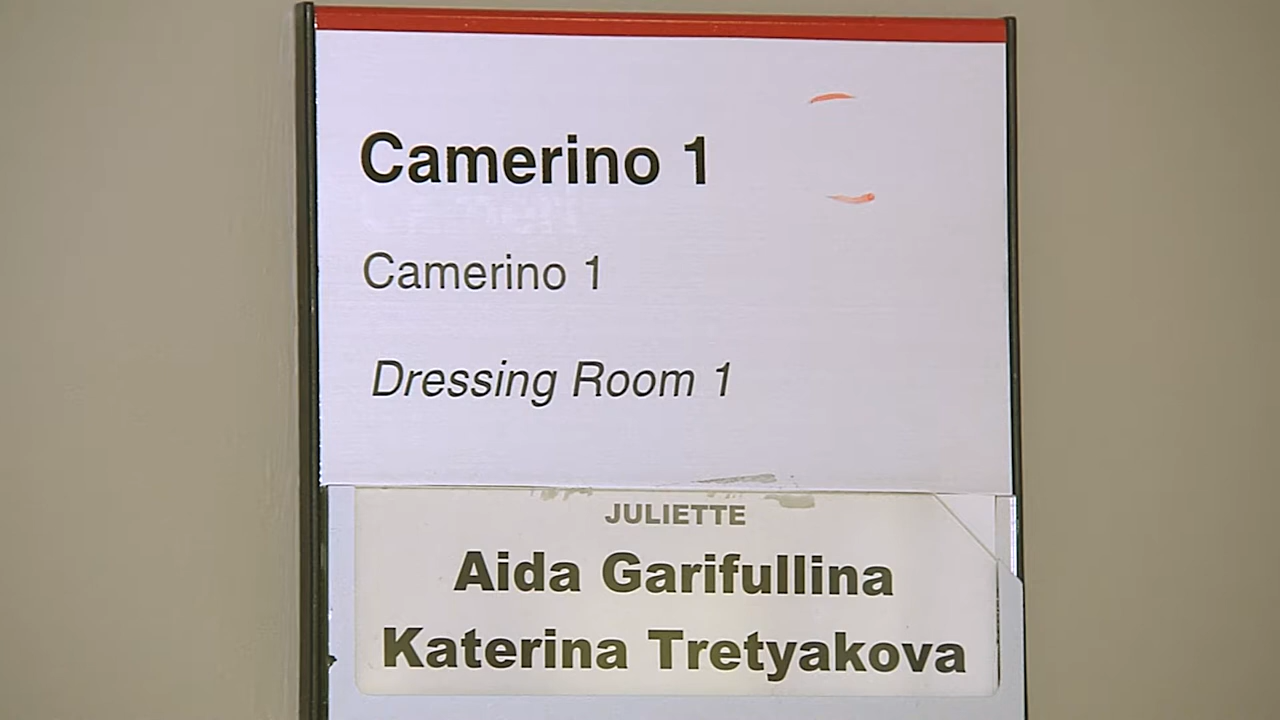 Camerino 1
Camerino 1
Dressing Room 1
JULIETTE
Aida Garifullina
Katerina Tretyakova